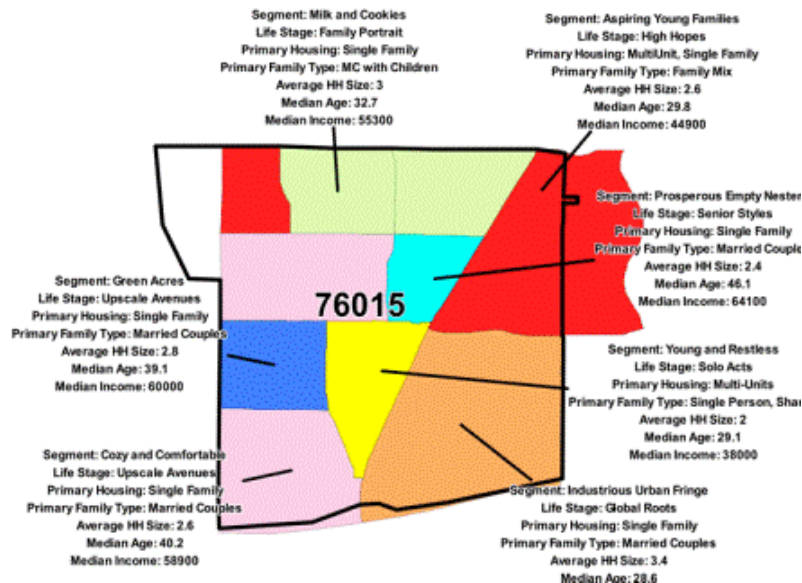 Segment: Milk and Cookies
Life Stage: Family Portrait
Primary Housing: Single Family
Primary Family Type: MC with Children
Average HH Size: 3
Median Age: 32.7
Median Income: 55300
Segment: Aspiring Young Families
Life Stage: High Hopes
Primary Housing: MultiUnit, Single Family
Primary Family Type: Family Mix
Average HH Size: 2.6
Median Age: 29.8
Median Income: 44900
Segment: Prosperous Empty Nester
Life Stage: Senior Styles
Primary Housing: Single Family
Primary Family Type: Married Couple
Average HH Size: 2.4
Median Age: 46.1
Median Income: 64100
76015
Segment: Green Acres
Life Stage: Upscale Avenues
Primary Housing: Single Family
Primary Family Type: Married Couples
Average HH Size: 2.8
Median Age: 39.1
Median Income: 60000
Segment: Young and Restless
Life Stage: Solo Acts
Primary Housing: Multi-Units
Primary Family Type: Single Person, Shar
Average HH Size: 2
Median Age: 29.1
Median Income: 38000
Segment: Cozy and Comfortable
Life Stage: Upscale Avenues
Primary Housing: Single Family
Primary Family Type: Married Couples
Average HH Size: 2.6
Median Age: 40.2
Median Income: 58900
Segment: Industrious Urban Fringe
Life Stage: Global Roots
Primary Housing: Single Family
Primary Family Type: Married Couples
Average HH Size: 3.4
Median Age: 28.6